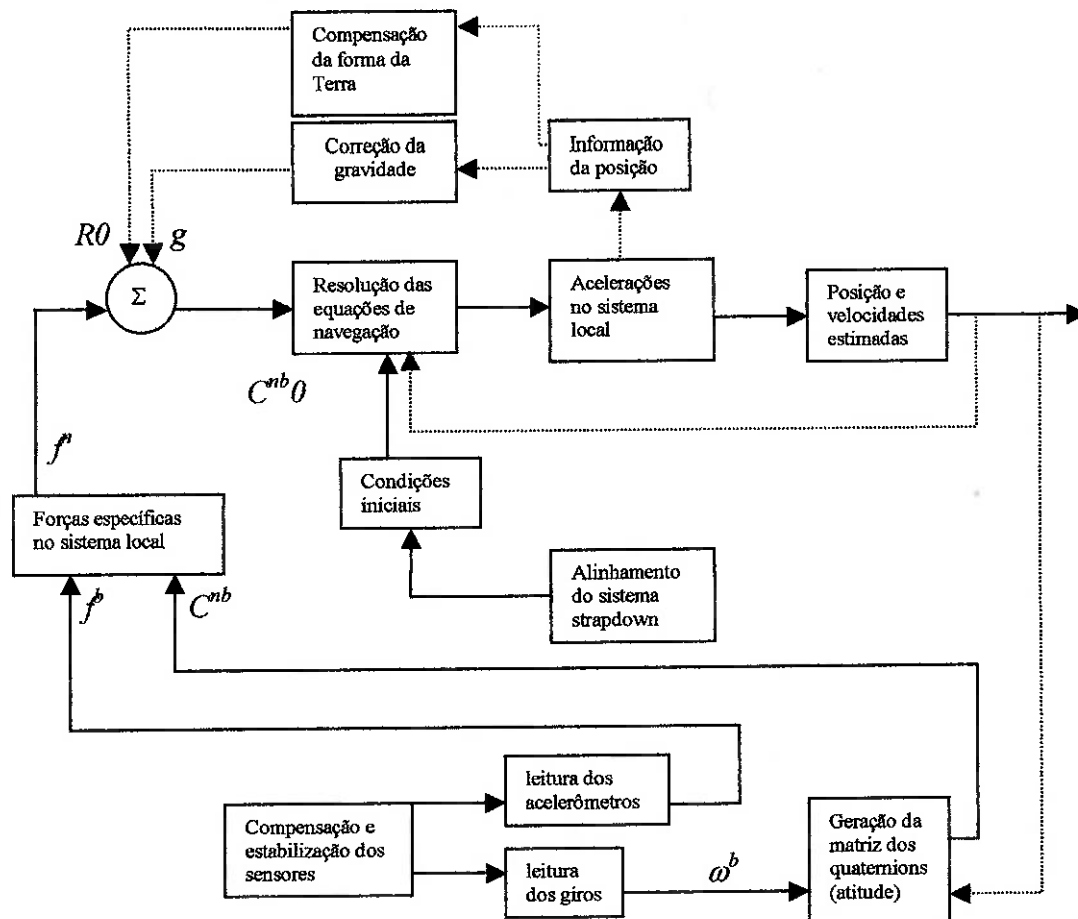 Compensação
da forma da
Terra
Correção da
gravidade
Informação
da posição
R0
g
Σ
Resolução das
equações de
navegação
Acelerações
no sistema
local
Posição e
velocidades
estimadas
C^{nb}0
f^n
Condições
iniciais
Forças específicas
no sistema local
Alinhamento
do sistema
strapdown
f^b
C^{nb}
leitura dos
acelerômetros
Compensação e
estabilização dos
sensores
leitura
dos giros
ω^b
Geração da
matriz dos
quaternions
(atitude)